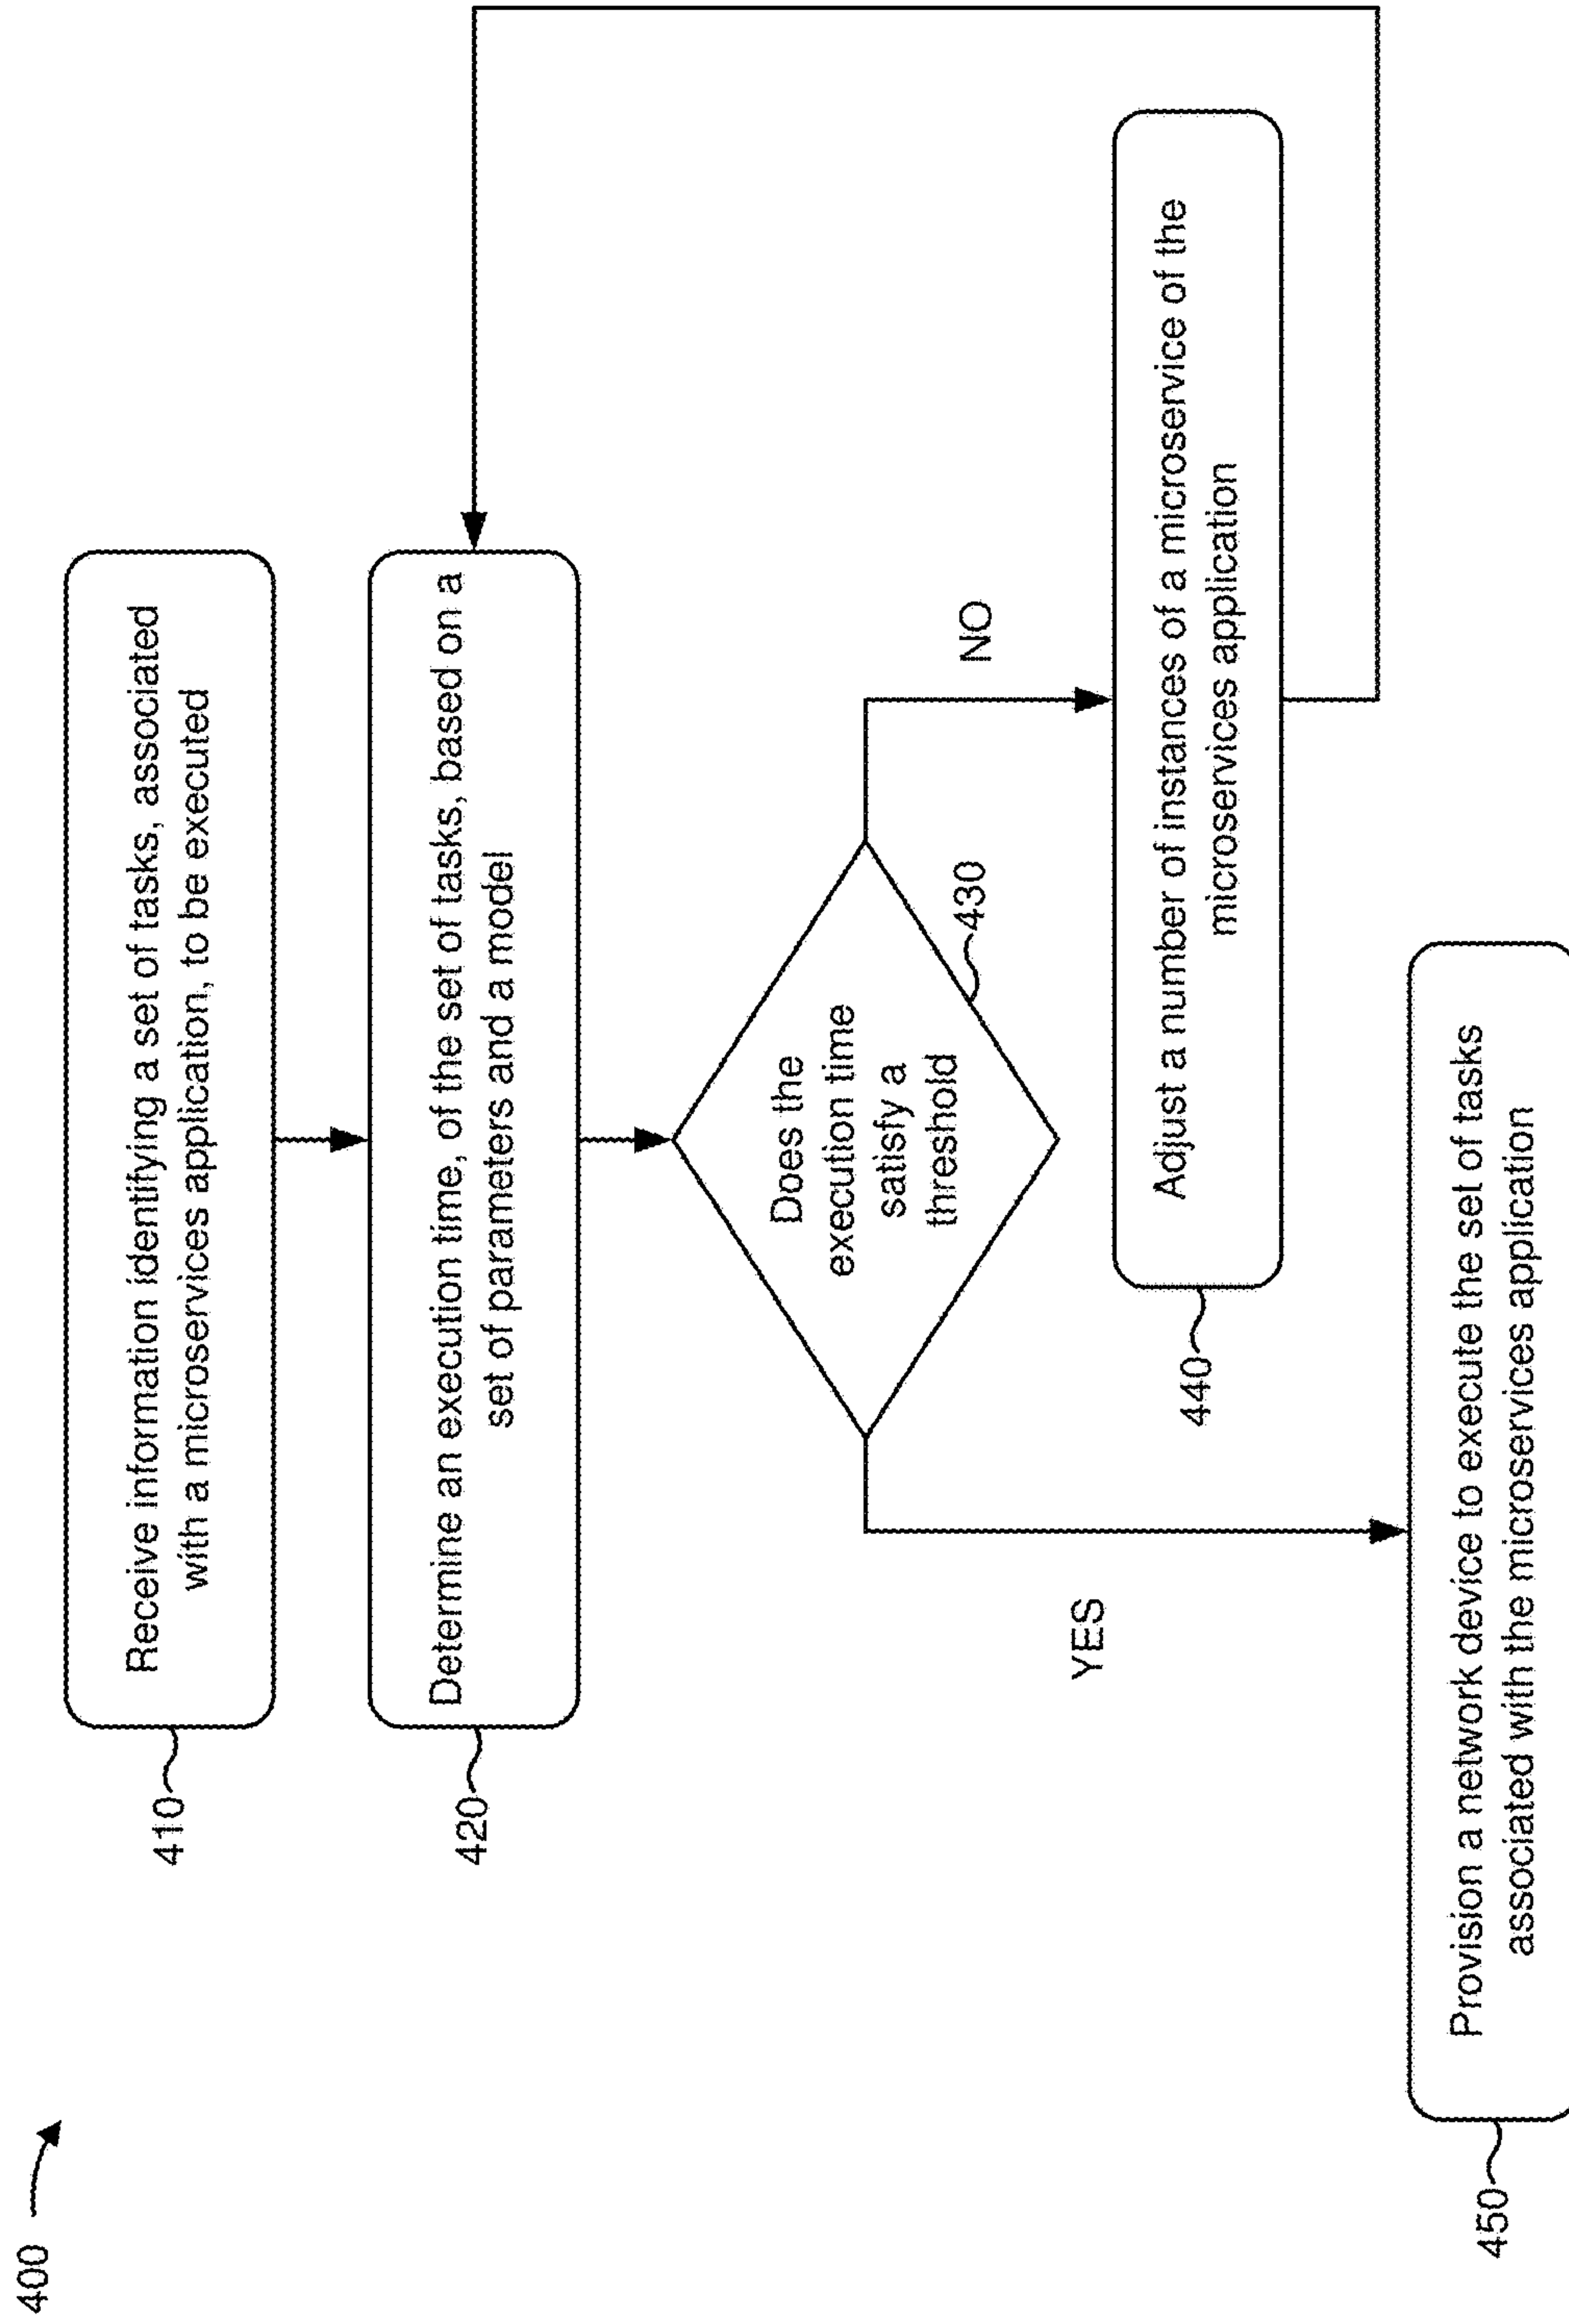 400
410
Receive information identifying a set of tasks, associated
with a microservices application, to be executed
420
Determine an execution time, of the set of tasks, based on a
set of parameters and a model
Does the
execution time
satisfy a
threshold
430
YES
NO
440
Adjust a number of instances of a microservice of the
microservices application
450
Provision a network device to execute the set of tasks
associated with the microservices application